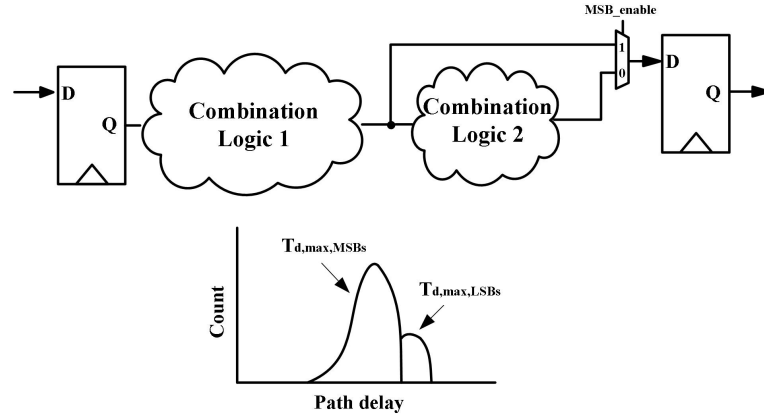 MSB_enable
D
Q
Combination
Logic 1
Combination
Logic 2
1
0
D
Q
Td,max,MSBs
Td,max,LSBs
Count
Path delay